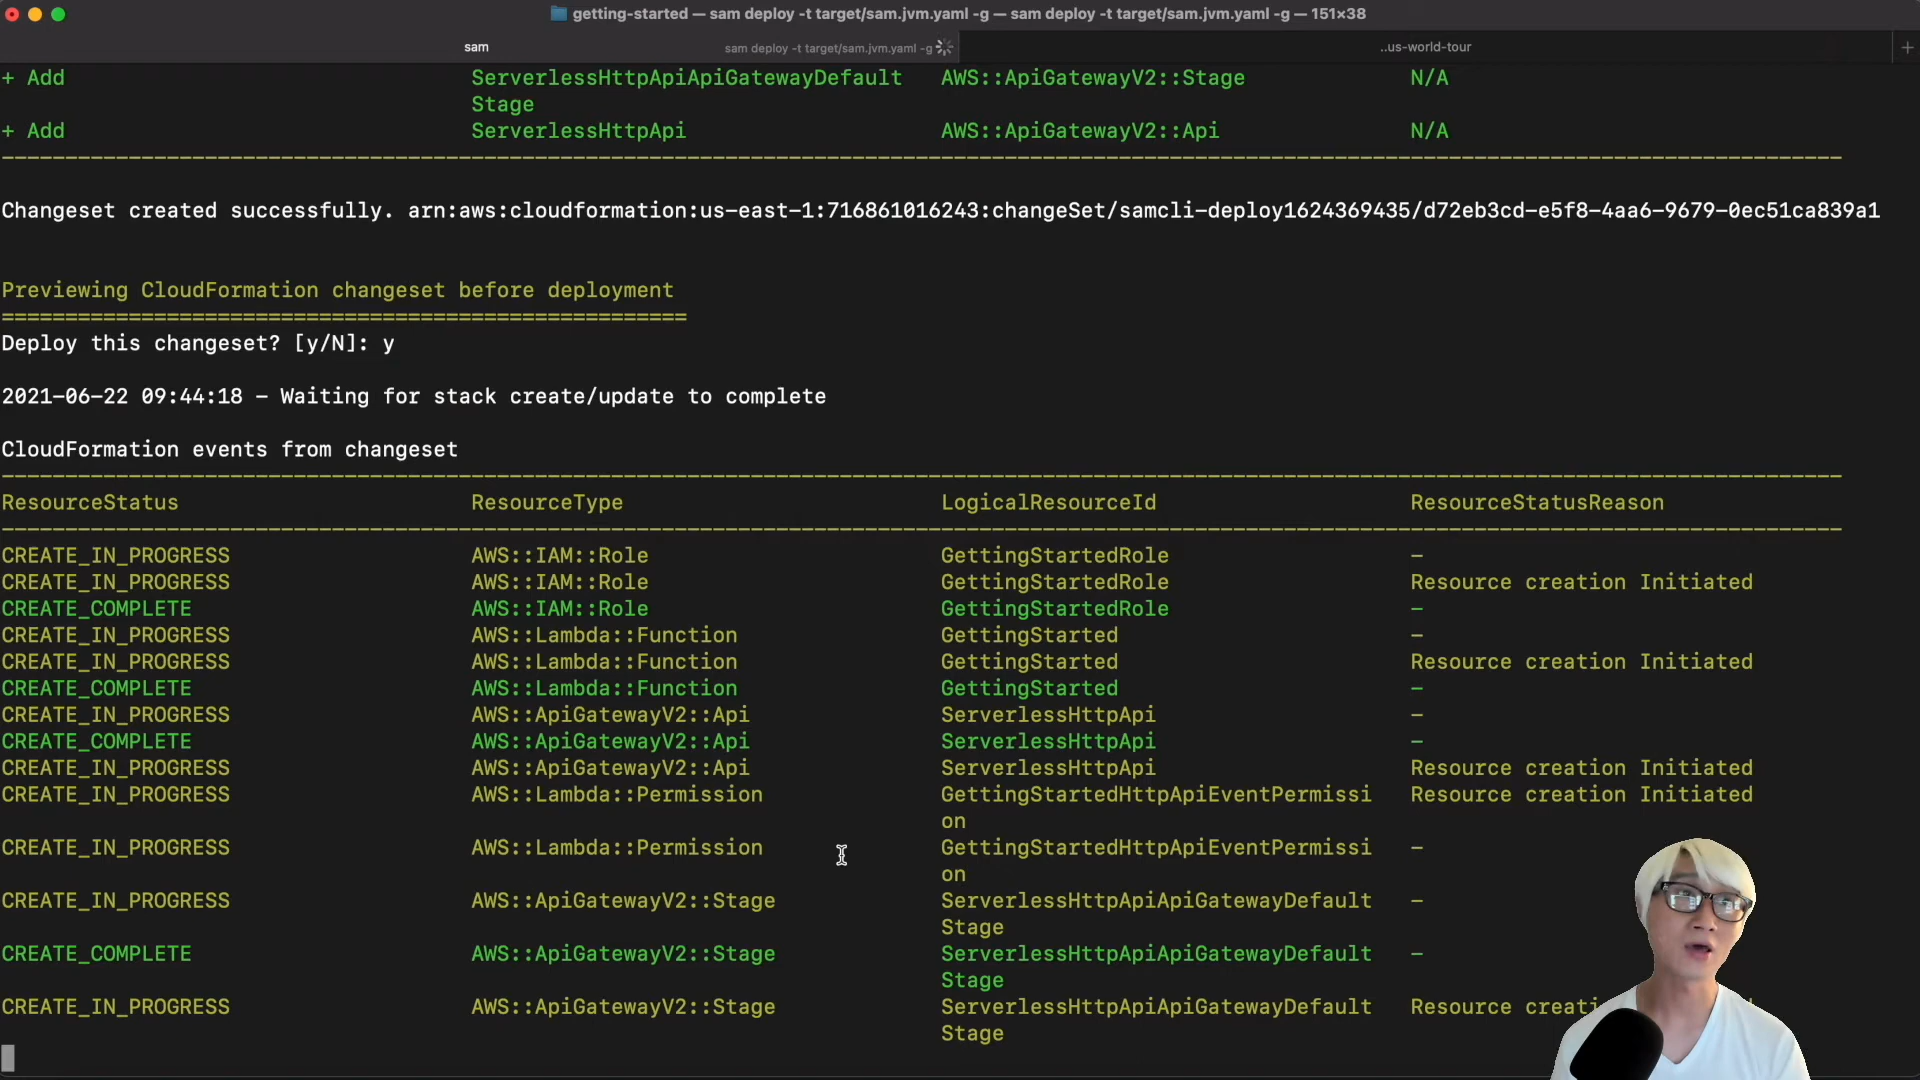 getting-started — sam deploy -t target/sam.jvm.yaml -g — sam deploy -t target/sam.jvm.yaml -g — 151×38
sam sam deploy -t target/sam.jvm.yaml -g ..us-world-tour +
+ Add ServerlessHttpApiApiGatewayDefault AWS::ApiGatewayV2::Stage N/A
Stage
+ Add ServerlessHttpApi AWS::ApiGatewayV2::Api N/A
Changeset created successfully. arn:aws:cloudformation:us-east-1:716861016243:changeSet/samcli-deploy1624369435/d72eb3cd-e5f8-4aa6-9679-0ec51ca839a1
Previewing CloudFormation changeset before deployment
======================================================
Deploy this changeset? [y/N]: y
2021-06-22 09:44:18 - Waiting for stack create/update to complete
CloudFormation events from changeset
ResourceStatus ResourceType LogicalResourceId ResourceStatusReason
CREATE_IN_PROGRESS AWS::IAM::Role GettingStartedRole -
CREATE_IN_PROGRESS AWS::IAM::Role GettingStartedRole Resource creation Initiated
CREATE_COMPLETE AWS::IAM::Role GettingStartedRole -
CREATE_IN_PROGRESS AWS::Lambda::Function GettingStarted -
CREATE_IN_PROGRESS AWS::Lambda::Function GettingStarted Resource creation Initiated
CREATE_COMPLETE AWS::Lambda::Function GettingStarted -
CREATE_IN_PROGRESS AWS::ApiGatewayV2::Api ServerlessHttpApi -
CREATE_COMPLETE AWS::ApiGatewayV2::Api ServerlessHttpApi -
CREATE_IN_PROGRESS AWS::ApiGatewayV2::Api ServerlessHttpApi Resource creation Initiated
CREATE_IN_PROGRESS AWS::Lambda::Permission GettingStartedHttpApiEventPermissi Resource creation Initiated
on
CREATE_IN_PROGRESS AWS::Lambda::Permission GettingStartedHttpApiEventPermissi -
on
CREATE_IN_PROGRESS AWS::ApiGatewayV2::Stage ServerlessHttpApiApiGatewayDefault -
Stage
CREATE_COMPLETE AWS::ApiGatewayV2::Stage ServerlessHttpApiApiGatewayDefault -
Stage
CREATE_IN_PROGRESS AWS::ApiGatewayV2::Stage ServerlessHttpApiApiGatewayDefault Resource
Stage